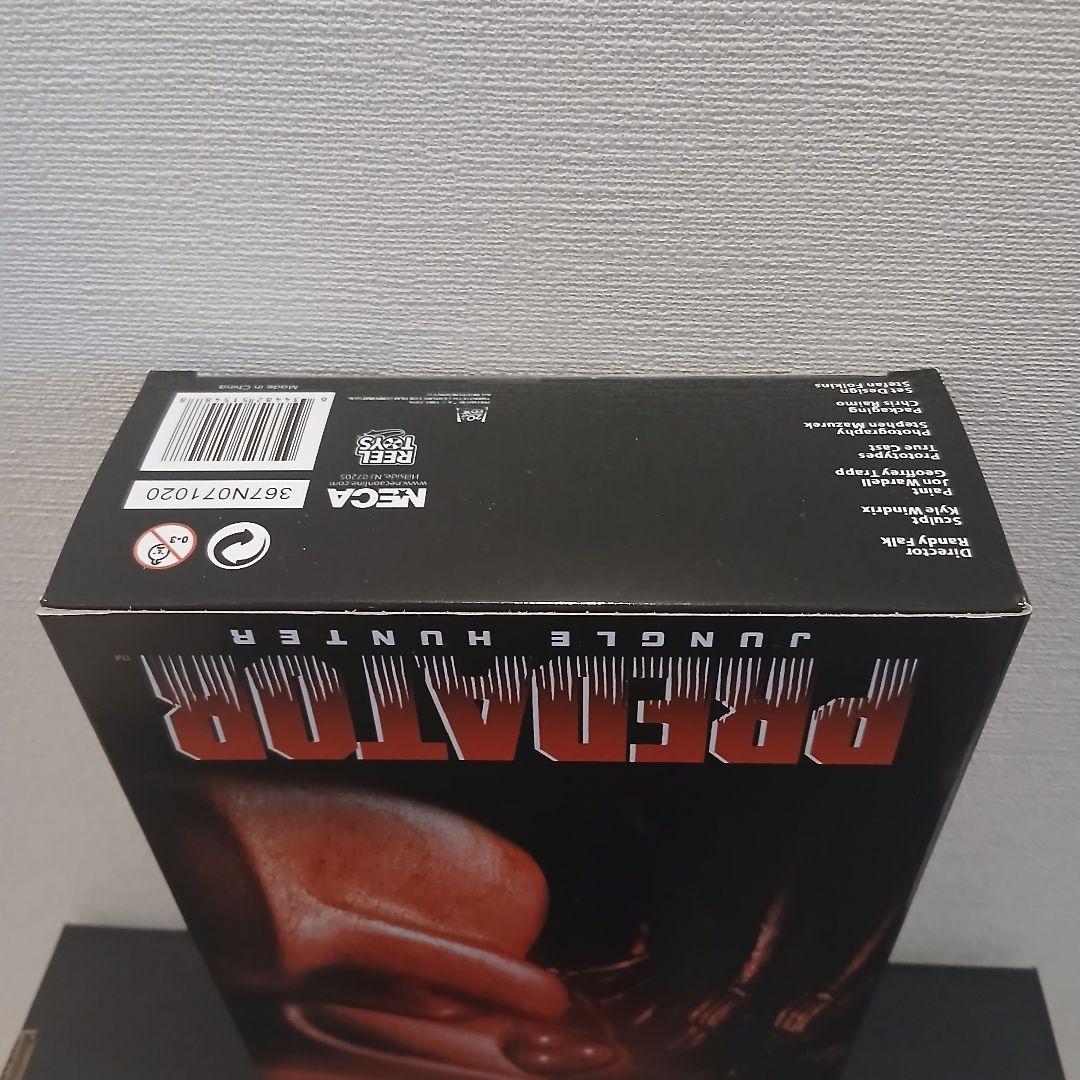 Director
Randy Falk
Sculpt
Kyle Windrix
Paint
Jon Wardell
Geoffrey Trapp
Prototypes
True Cast
Photography
Stephen Mazurek
Packaging
Chris Raimo
Set Design
Stefan Folkins
NECA
www.necaonline.com
Hillside, NJ 07205
REEL
TOYS
0-3
367N071020
Made in China
PREDATOR
TM
JUNGLE HUNTER